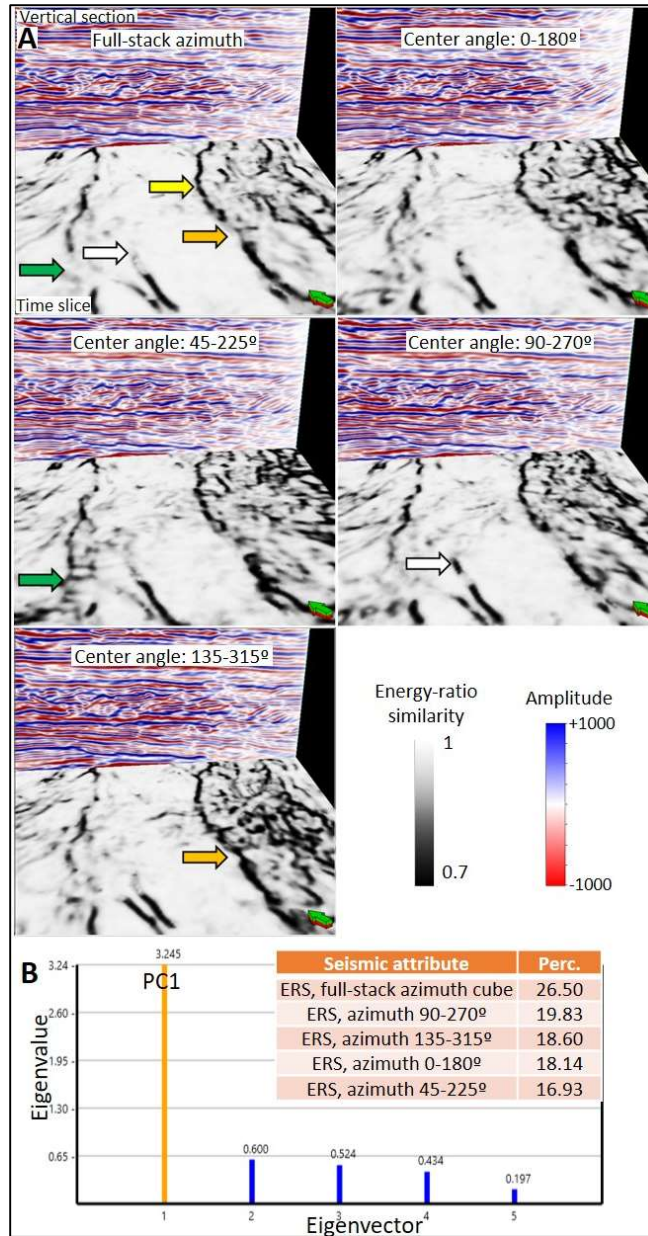 Vertical section
A
Full-stack azimuth
Center angle: 0-180º
Time slice
Center angle: 45-225º
Center angle: 90-270º
Center angle: 135-315º
Energy-ratio
similarity
1
0.7
Amplitude
+1000
-1000
B
3.245
PC1
3.24
2.60
1.95
1.30
0.65
Eigenvalue
Seismic attribute Perc.
ERS, full-stack azimuth cube 26.50
ERS, azimuth 90-270º 19.83
ERS, azimuth 135-315º 18.60
ERS, azimuth 0-180º 18.14
ERS, azimuth 45-225º 16.93
0.600
0.524
0.434
0.197
1 2 3 4 5
Eigenvector